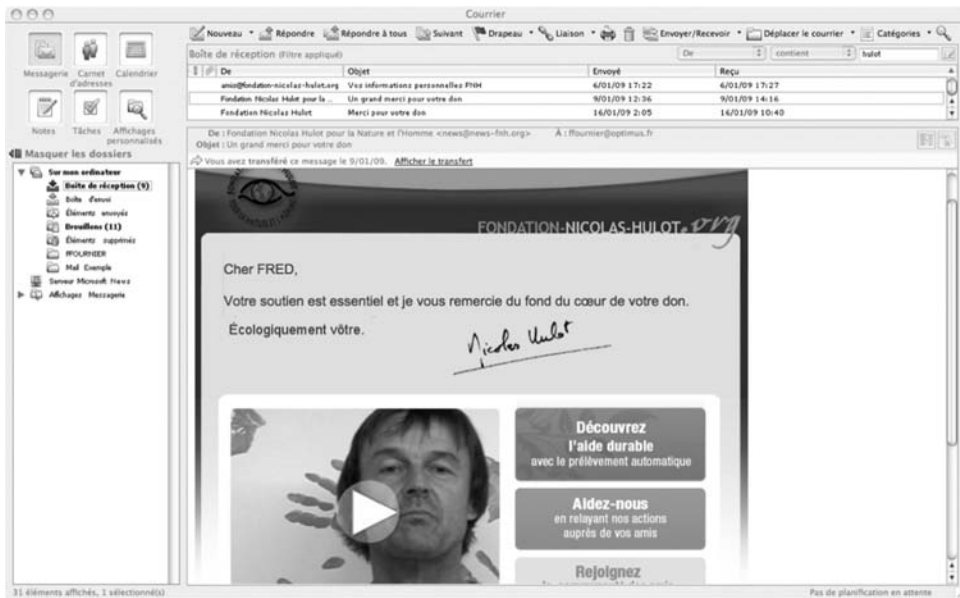 Courrier
Nouveau Répondre Répondre à tous Suivant Drapeau Liaison Envoyer/Recevoir Déplacer le courrier Catégories
Messagerie Carnet d'adresses Calendrier
Notes Tâches Affichages personnalisés
Masquer les dossiers
Sur mon ordinateur
Boîte de réception (9)
Boîte d'envoi
Éléments envoyés
Brouillons (11)
Éléments supprimés
FFOURNIER
Mail Exemple
Serveur Microsoft News
Affichages Messagerie
Boîte de réception (Filtre appliqué) De contient hulot
De Objet Envoyé Reçu
amis@fondation-nicolas-hulot.org Vos informations personnelles FNH 6/01/09 17:22 6/01/09 17:27
Fondation Nicolas Hulot pour la ... Un grand merci pour votre don 9/01/09 12:36 9/01/09 14:16
Fondation Nicolas Hulot Merci pour votre don 16/01/09 2:05 16/01/09 10:40
De : Fondation Nicolas Hulot pour la Nature et l'Homme <news@news-fnh.org> À : ffournier@optimus.fr
Objet : Un grand merci pour votre don
Vous avez transféré ce message le 9/01/09. Afficher le transfert
FONDATION-NICOLAS-HULOT.org
Cher FRED,
Votre soutien est essentiel et je vous remercie du fond du cœur de votre don.
Écologiquement vôtre.
Nicolas Hulot
Découvrez
l'aide durable
avec le prélèvement automatique
Aidez-nous
en relayant nos actions
auprès de vos amis
Rejoignez
31 éléments affichés, 1 sélectionné(s) Pas de planification en attente